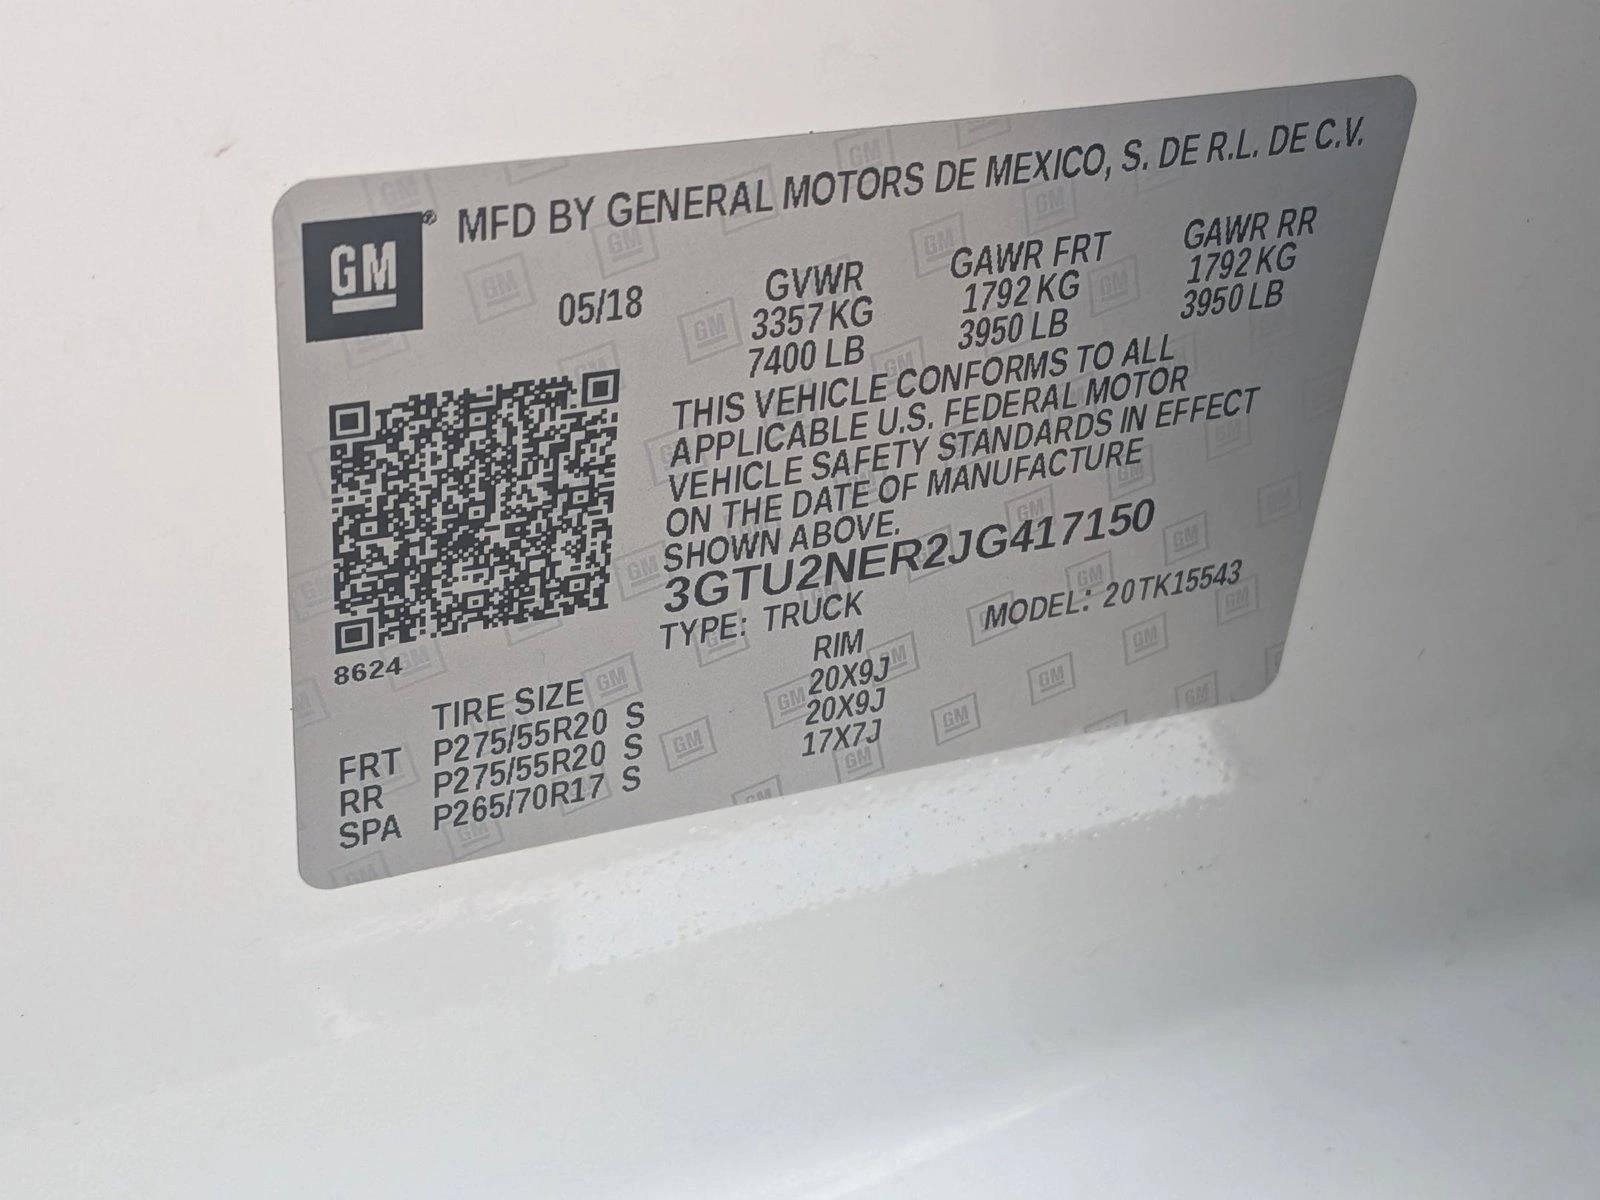 GM® MFD BY GENERAL MOTORS DE MEXICO, S. DE R.L. DE C.V.
05/18 GVWR GAWR FRT GAWR RR
3357 KG 1792 KG 1792 KG
7400 LB 3950 LB 3950 LB
THIS VEHICLE CONFORMS TO ALL
APPLICABLE U.S. FEDERAL MOTOR
VEHICLE SAFETY STANDARDS IN EFFECT
ON THE DATE OF MANUFACTURE
SHOWN ABOVE.
3GTU2NER2JG417150
TYPE: TRUCK MODEL: 20TK15543
8624
TIRE SIZE RIM
FRT P275/55R20 S 20X9J
RR P275/55R20 S 20X9J
SPA P265/70R17 S 17X7J